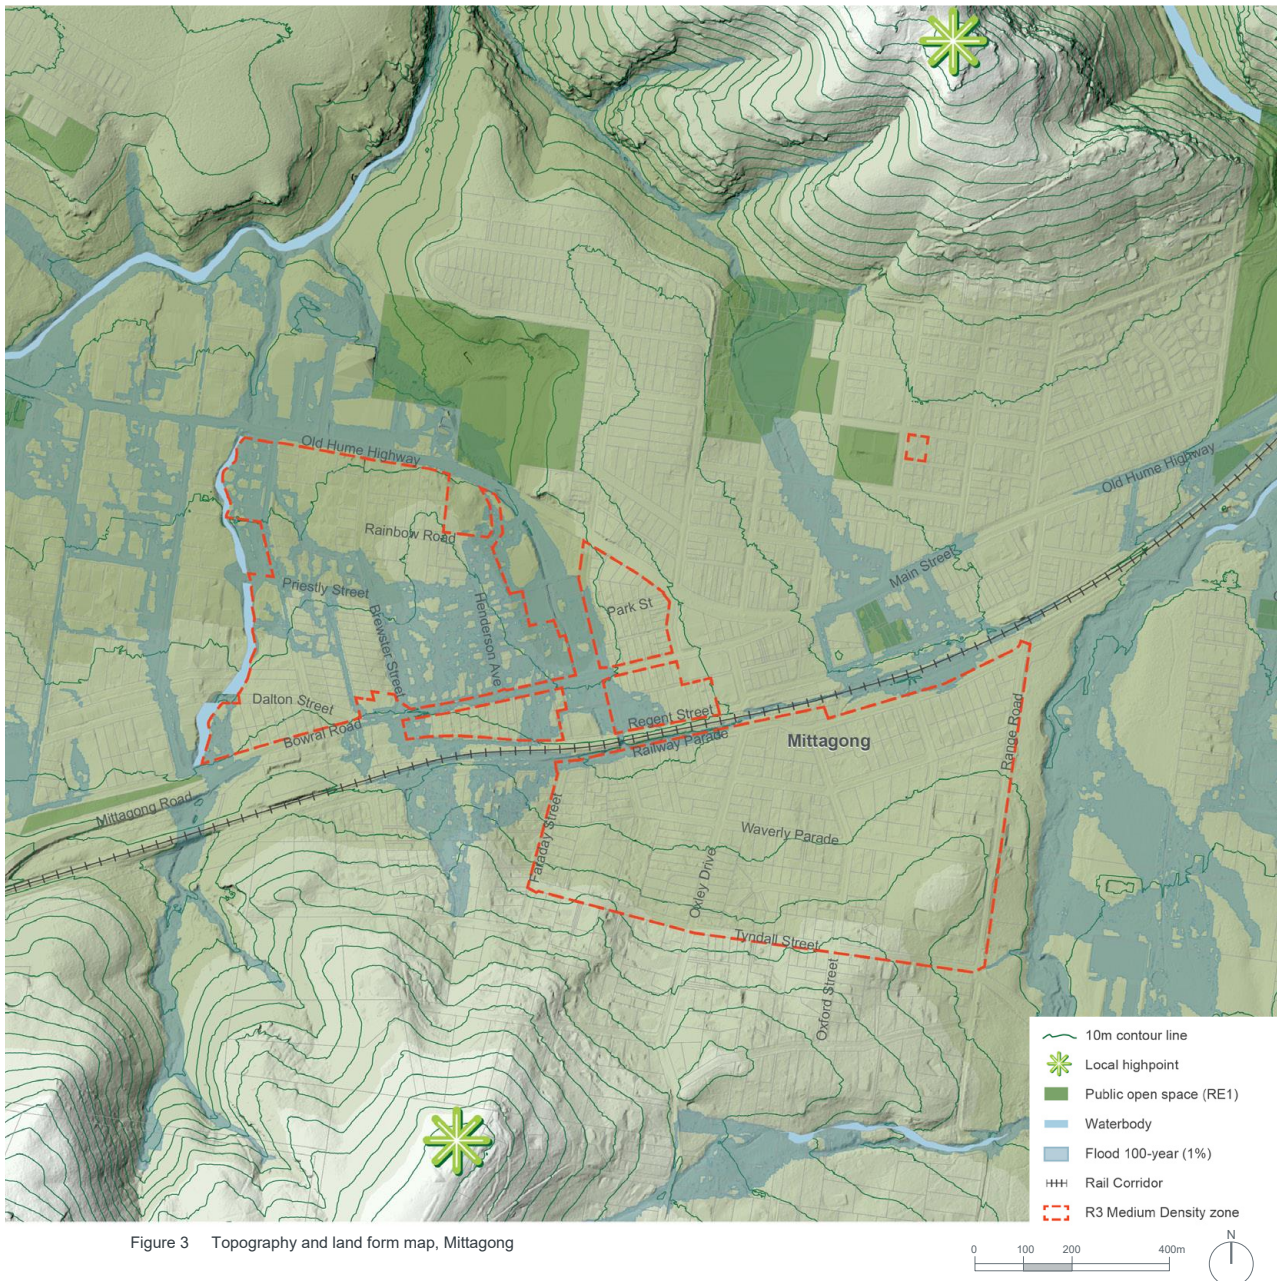 Old Hume Highway
Rainbow Road
Old Hume Highway
Main Street
Priestly Street
Brewster Street
Henderson Ave
Park St
Dalton Street
Bowral Road
Regent Street
Railway Parade
Mittagong
Range Road
Mittagong Road
Faraday Street
Waverly Parade
Oxley Drive
Tyndall Street
Oxford Street
10m contour line
Local highpoint
Public open space (RE1)
Waterbody
Flood 100-year (1%)
Rail Corridor
R3 Medium Density zone
Figure 3 Topography and land form map, Mittagong
0 100 200 400m
N